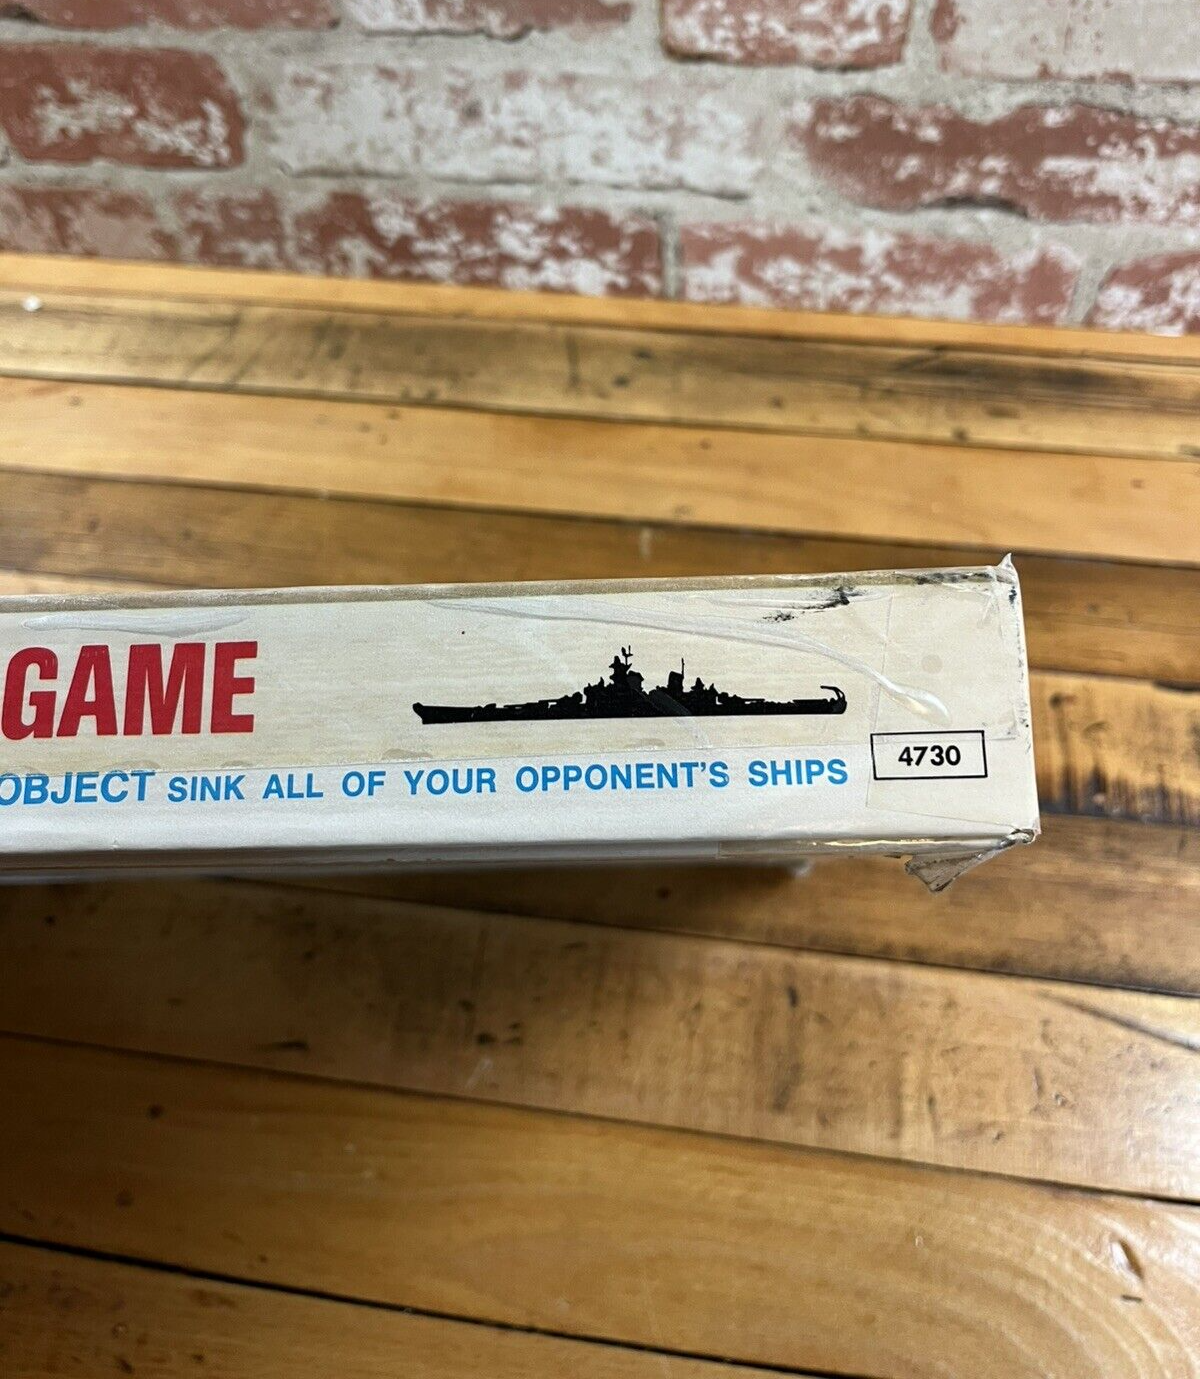 GAME
OBJECT SINK ALL OF YOUR OPPONENT'S SHIPS
4730